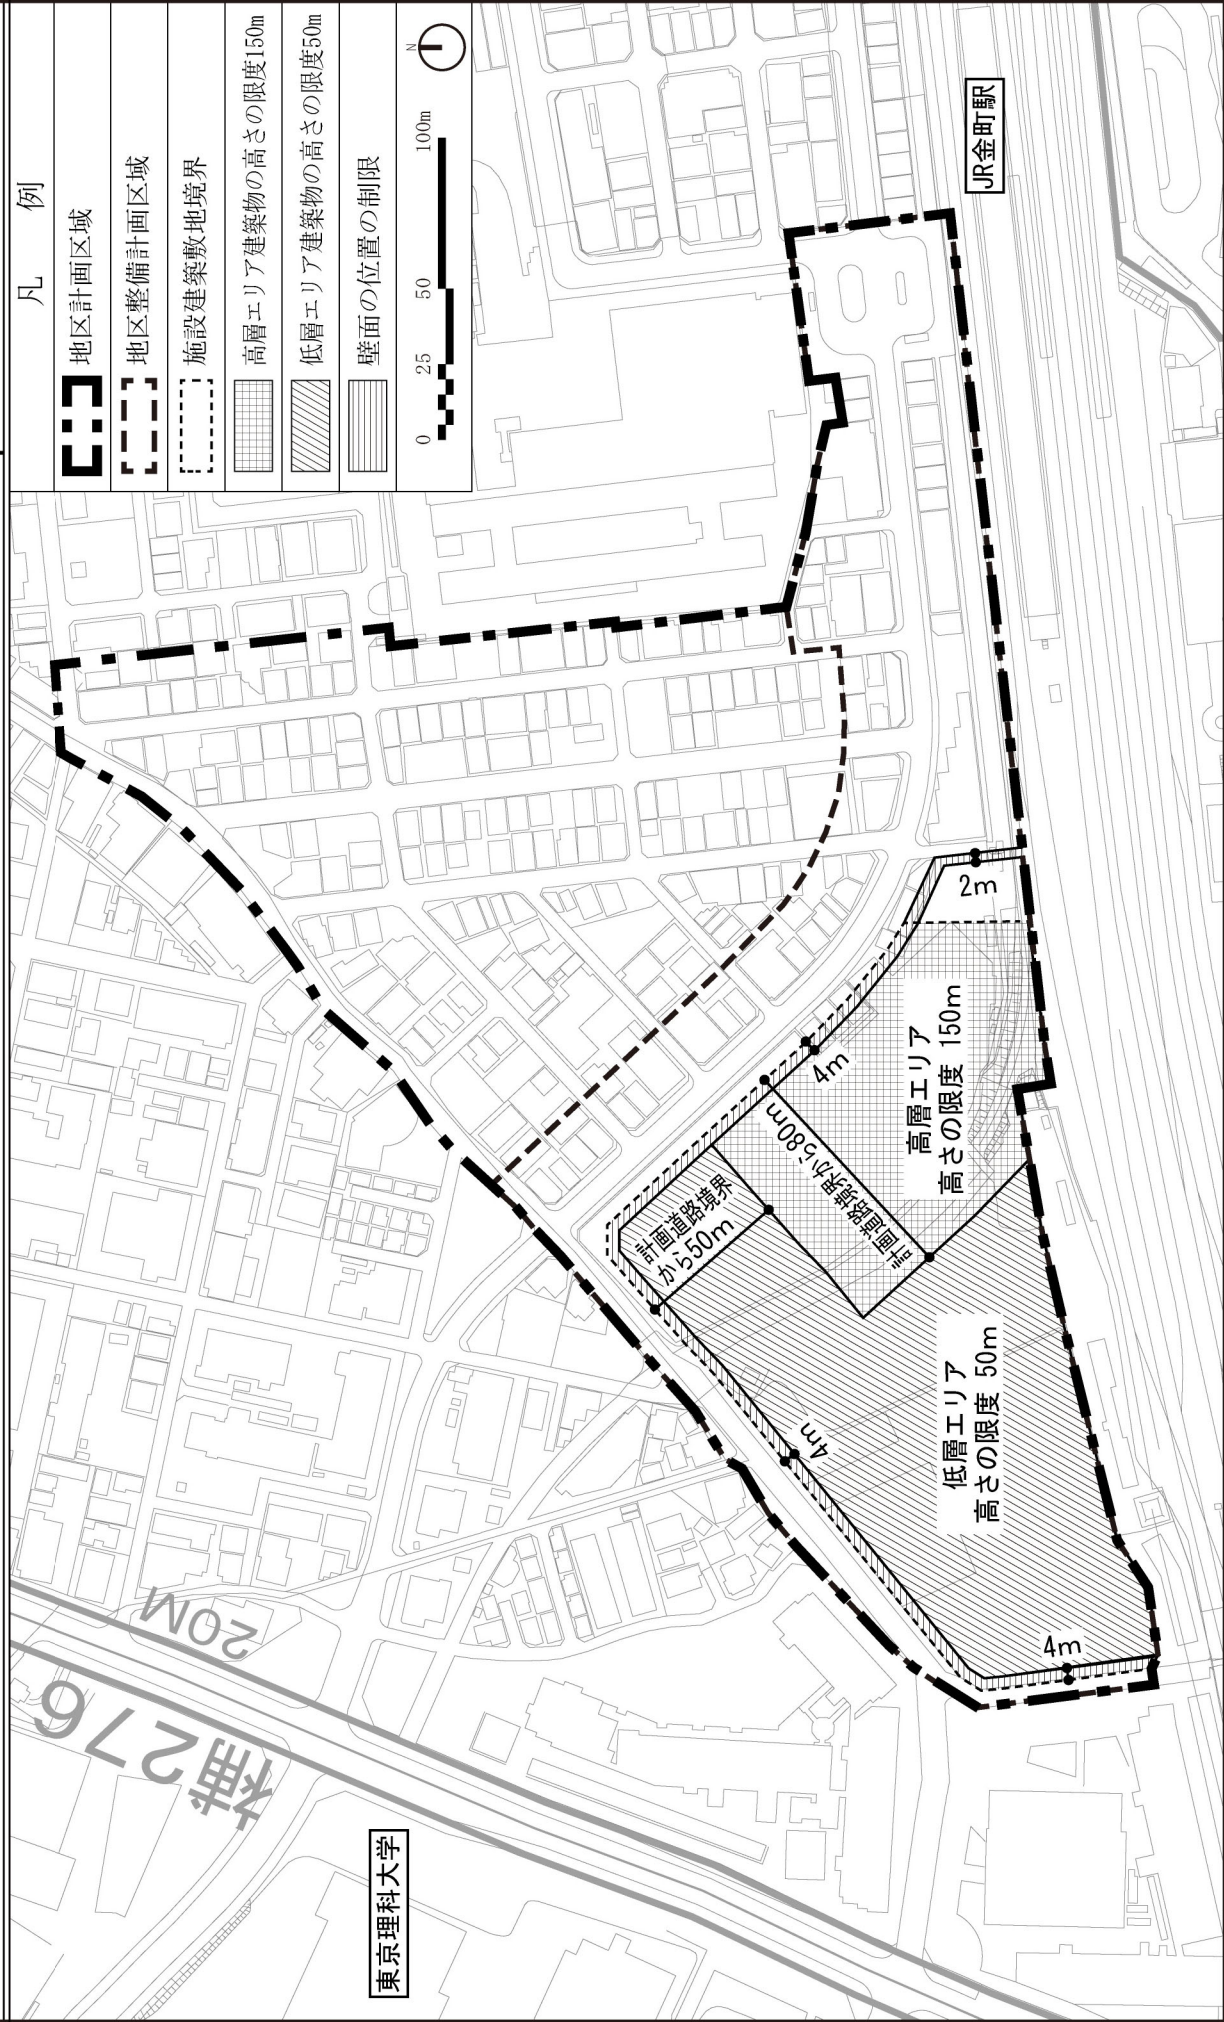 凡　例
地区計画区域
地区整備計画区域
施設建築敷地境界
高層エリア建築物の高さの限度150m
低層エリア建築物の高さの限度50m
壁面の位置の制限
0 25 50 100m
N
補276
20M
東京理科大学
JR金町駅
計画道路境界
から50m
計画道路境界から80m
4m
4m
4m
2m
高層エリア
高さの限度 150m
低層エリア
高さの限度 50m